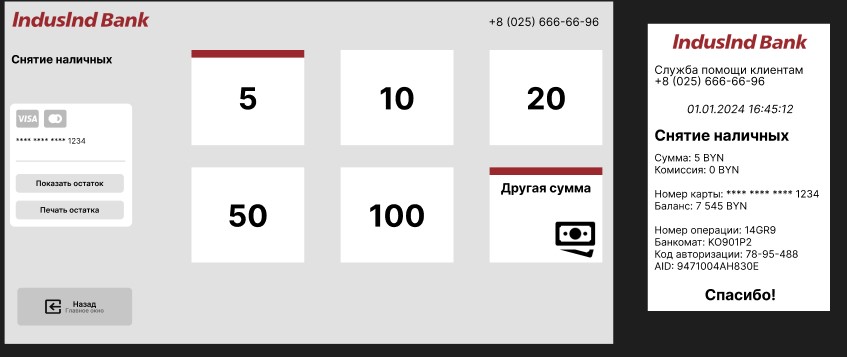 IndusInd Bank
+8 (025) 666-66-96
Снятие наличных
VISA
**** **** **** 1234
Показать остаток
Печать остатка
5
10
20
50
100
Другая сумма
Назад
Главное окно
IndusInd Bank
Служба помощи клиентам
+8 (025) 666-66-96
01.01.2024 16:45:12
Снятие наличных
Сумма: 5 BYN
Комиссия: 0 BYN
Номер карты: **** **** **** 1234
Баланс: 7 545 BYN
Номер операции: 14GR9
Банкомат: KO901P2
Код авторизации: 78-95-488
AID: 9471004AH830E
Спасибо!